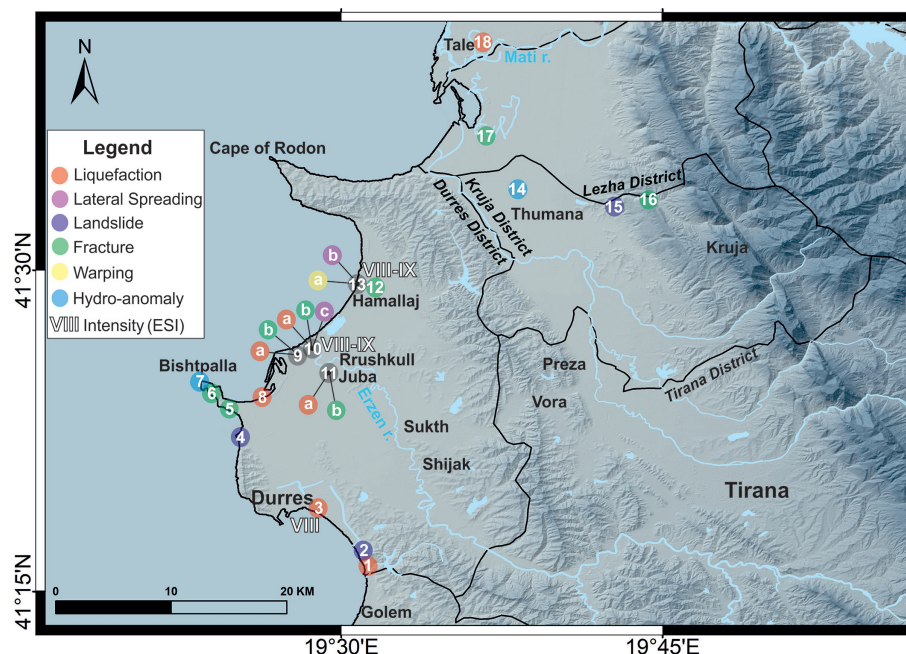 Tale
18
Mati r.
N
17
Legend
Liquefaction
Lateral Spreading
Landslide
Fracture
Warping
Hydro-anomaly
VIII Intensity (ESI)
Cape of Rodon
Kruja District
Durres District
14
Thumana
Lezha District
15
16
Kruja
41°30'N
b
VIII-IX
a
13
12
Hamallaj
b
c
a
b
VIII-IX
a
9
10
Rrushkull
Bishtpalla
11
Juba
7
6
5
8
a
b
4
Erzen r.
Preza
Vora
Tirana District
Sukth
Shijak
Tirana
Durres
3
VIII
2
1
41°15'N
0
10
20 KM
Golem
19°30'E
19°45'E